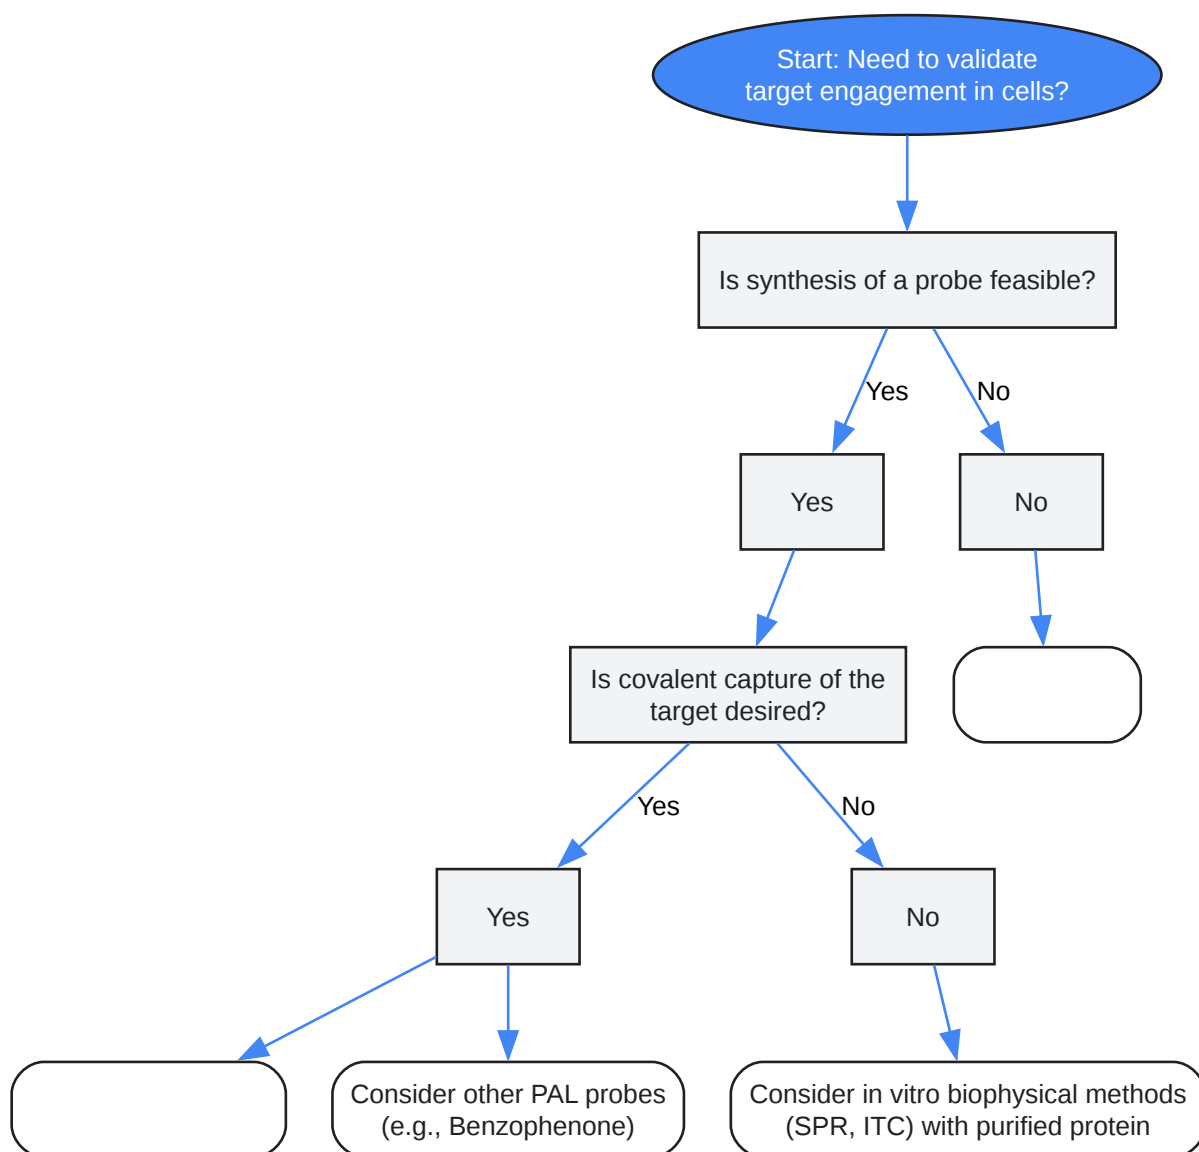 Start: Need to validate
target engagement in cells?
Is synthesis of a probe feasible?
Yes
No
Yes
No
Is covalent capture of the
target desired?
Yes
No
Yes
No
Consider other PAL probes
(e.g., Benzophenone)
Consider in vitro biophysical methods
(SPR, ITC) with purified protein